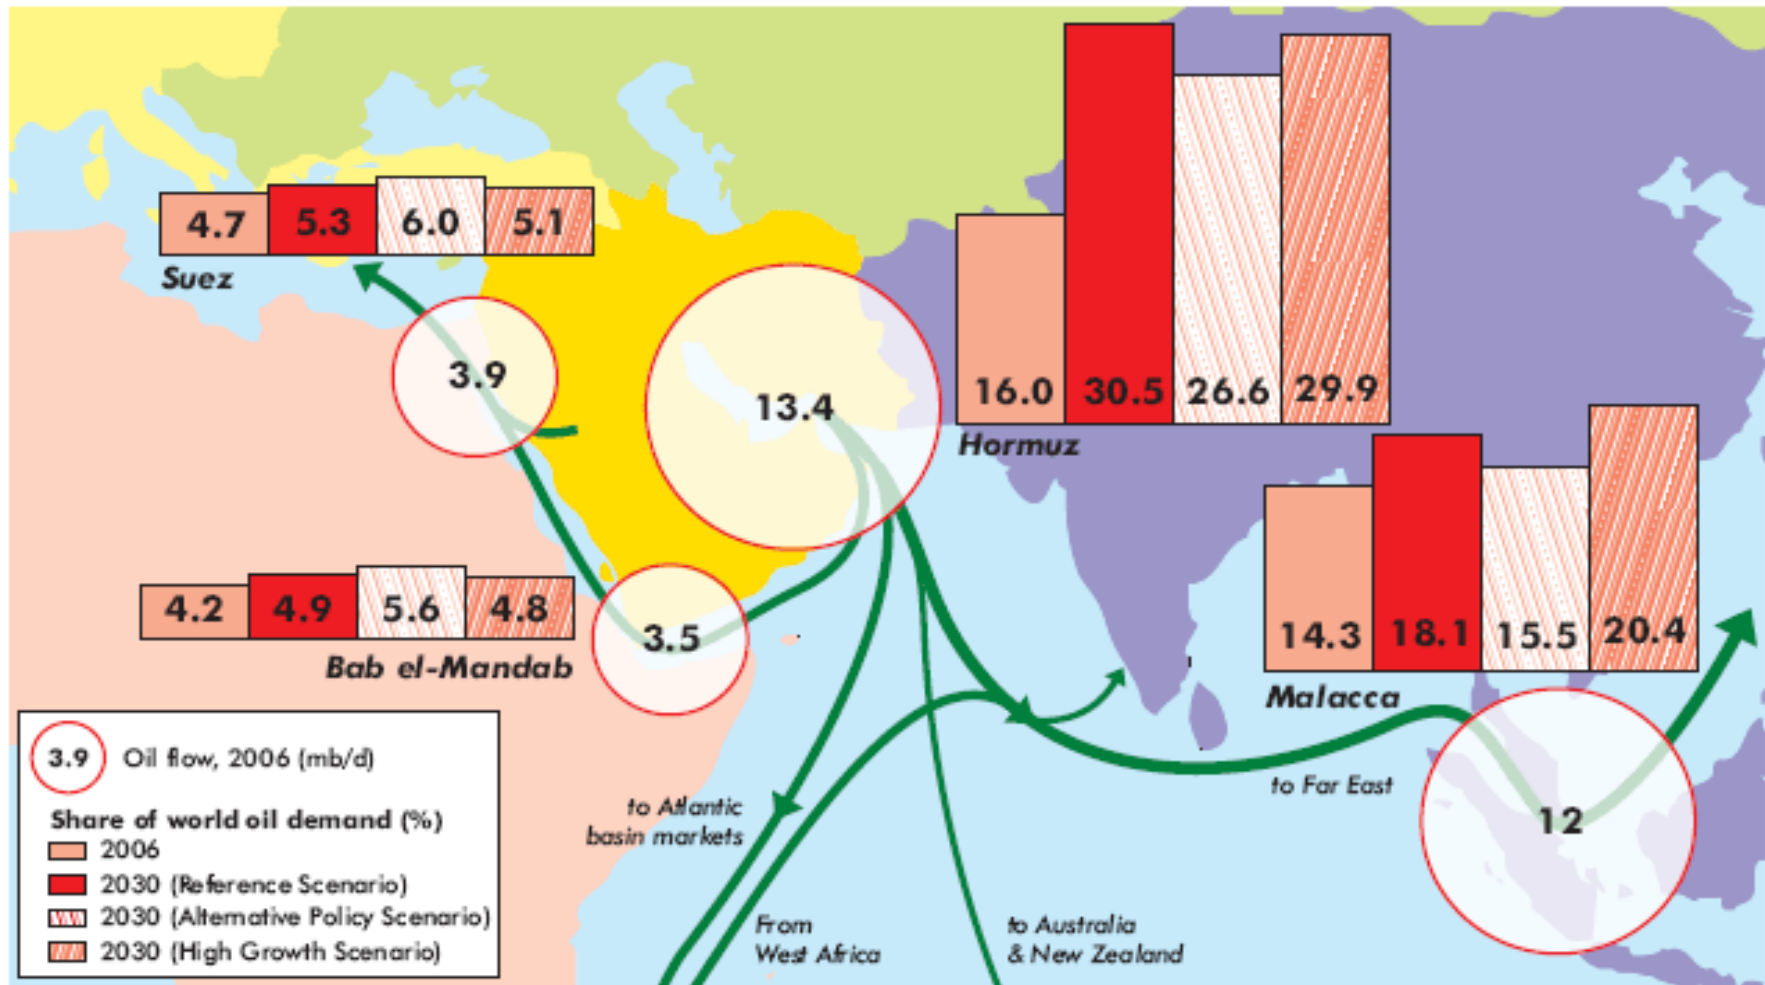 4.7 5.3 6.0 5.1
Suez
3.9
13.4
16.0 30.5 26.6 29.9
Hormuz
14.3 18.1 15.5 20.4
Malacca
4.2 4.9 5.6 4.8
Bab el-Mandab
3.5
12
to Atlantic
basin markets
From
West Africa
to Australia
& New Zealand
to Far East
3.9 Oil flow, 2006 (mb/d)
Share of world oil demand (%)
2006
2030 (Reference Scenario)
2030 (Alternative Policy Scenario)
2030 (High Growth Scenario)